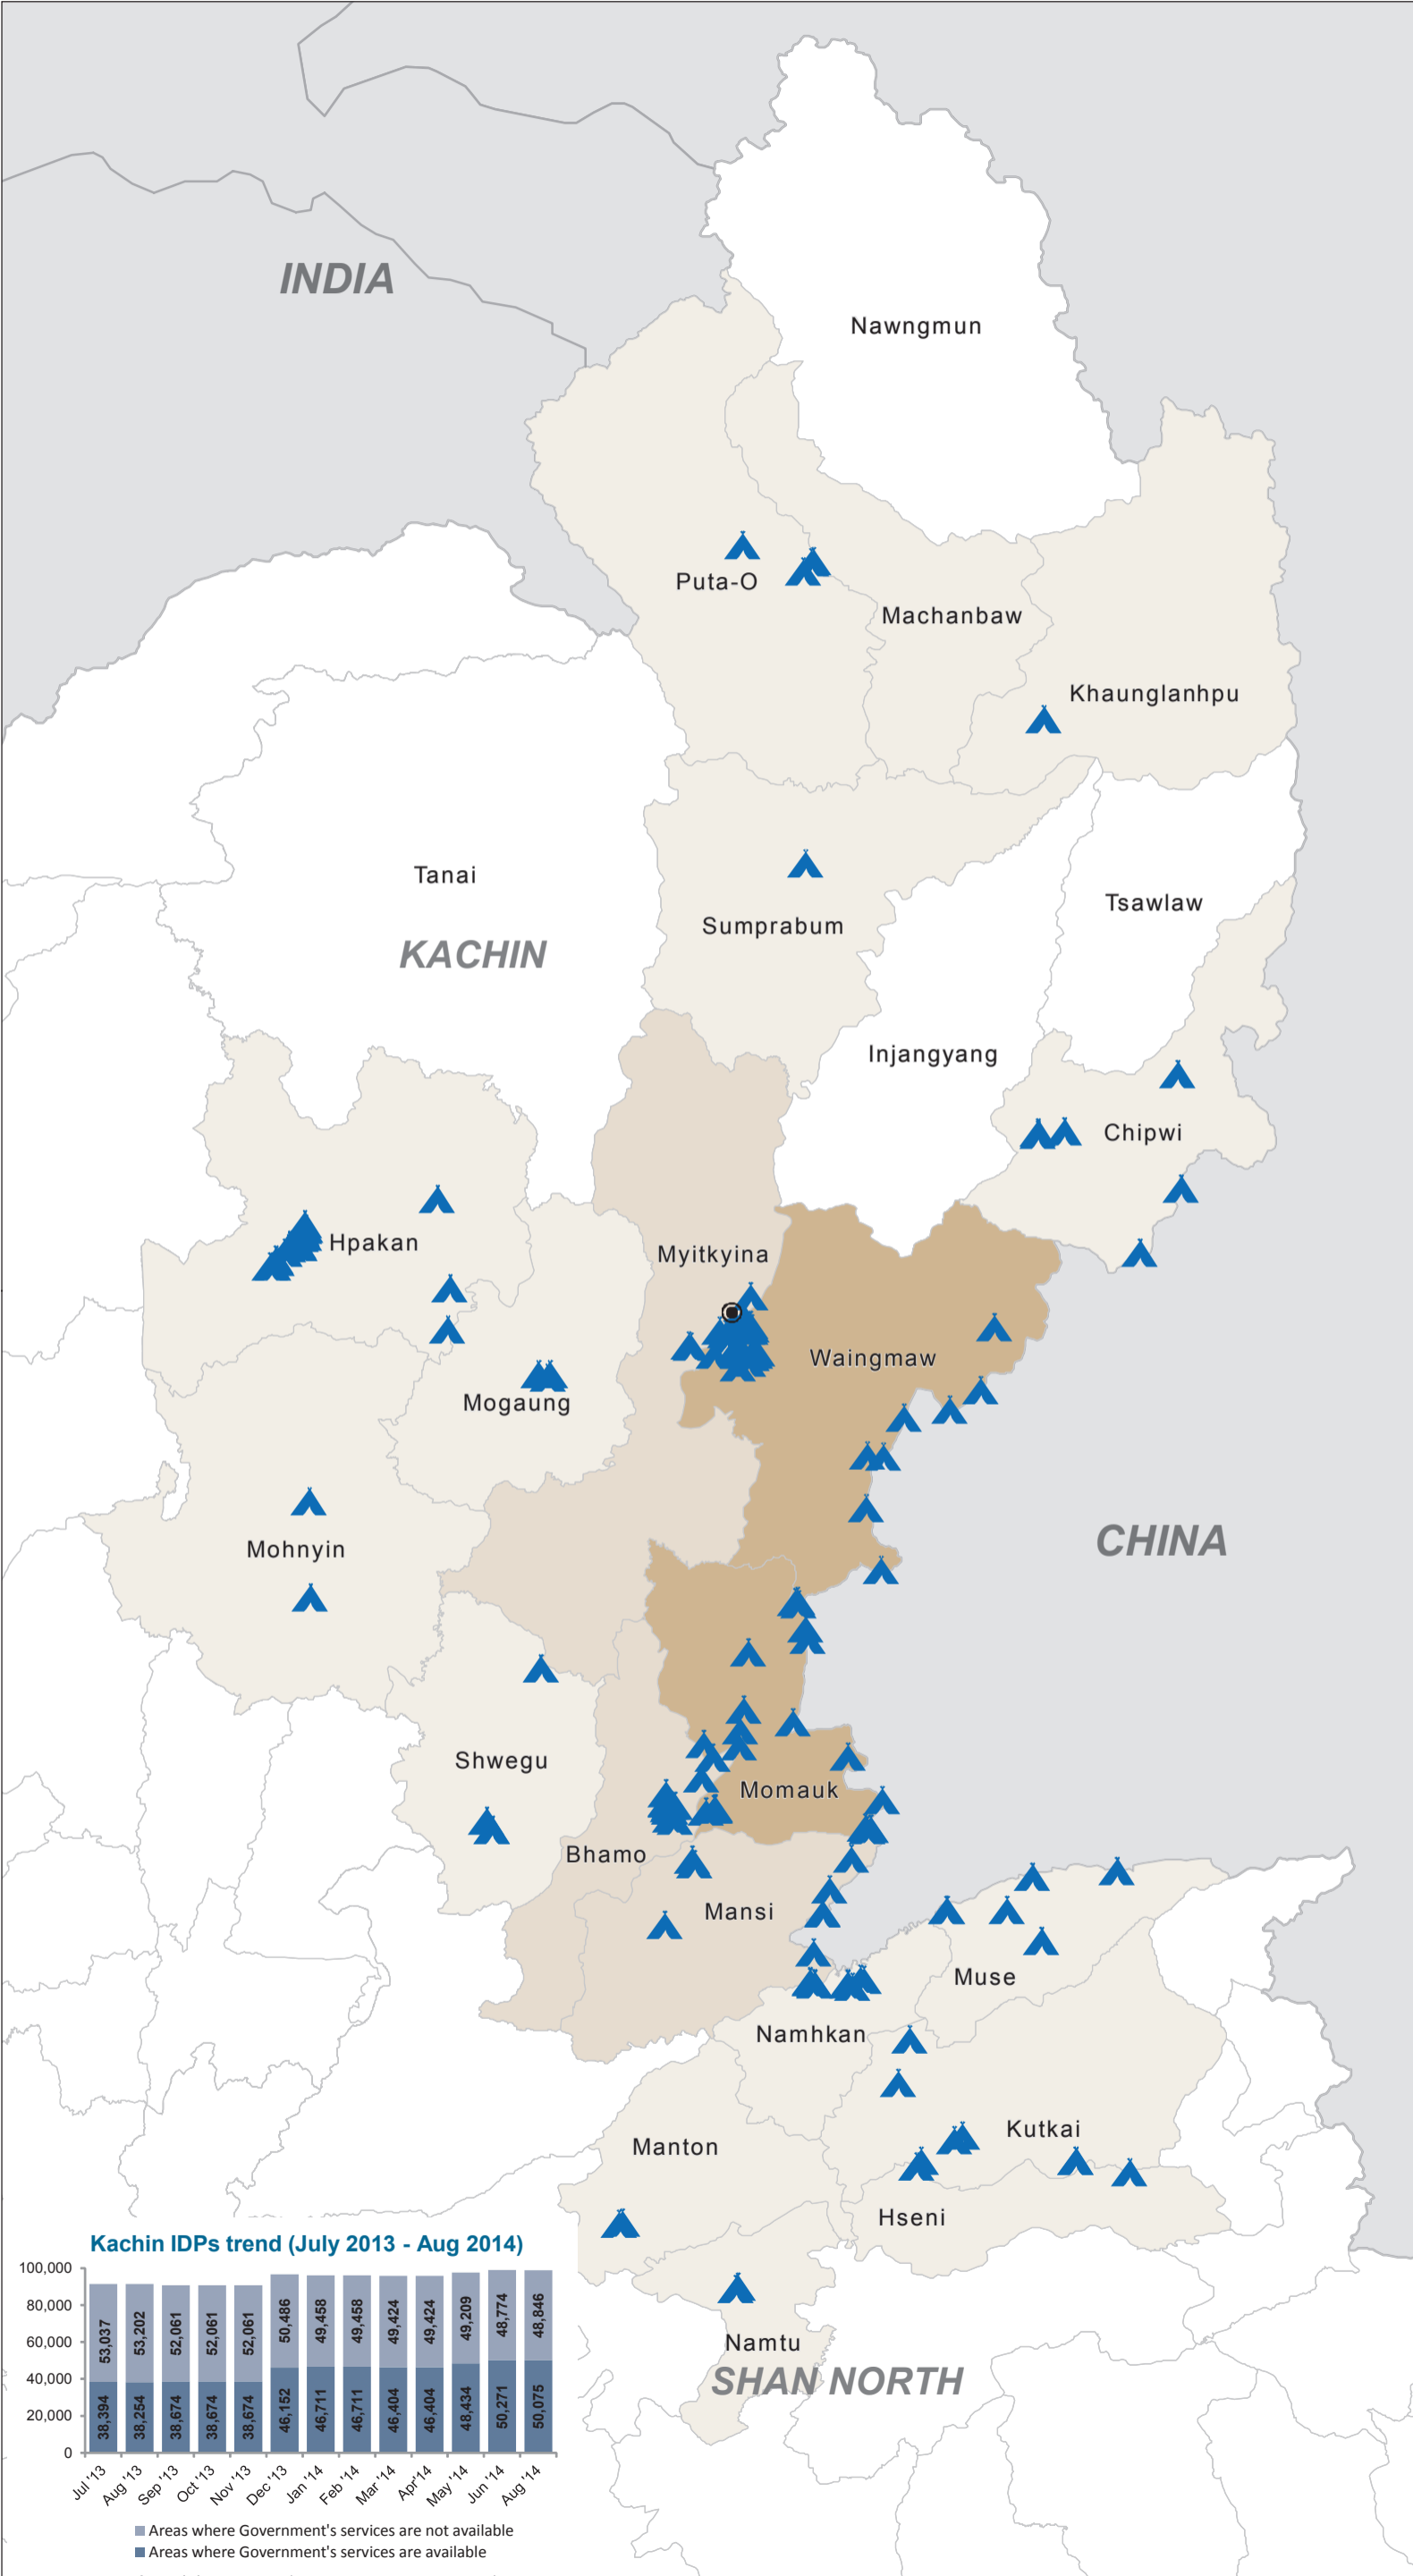 INDIA
Nawngmun
Puta-O
Machanbaw
Khaunglanhpu
Tanai
Tsawlaw
Sumprabum
KACHIN
Injangyang
Chipwi
Hpakan
Myitkyina
Waingmaw
Mogaung
CHINA
Mohnyin
Shwegu
Momauk
Bhamo
Mansi
Muse
Namhkan
Kutkai
Manton
Hseni
Namtu
SHAN NORTH
Kachin IDPs trend (July 2013 - Aug 2014)
100,000
80,000
60,000
40,000
20,000
0
53,037 53,202 52,061 52,061 52,061 50,486 49,458 49,458 49,424 49,424 49,209 48,774 48,846
38,394 38,254 38,674 38,674 38,674 46,152 46,711 46,711 46,404 46,404 48,434 50,271 50,075
Jul '13 Aug '13 Sep '13 Oct '13 Nov '13 Dec '13 Jan '14 Feb '14 Mar '14 Apr'14 May '14 Jun '14 Aug '14
Areas where Government's services are not available
Areas where Government's services are available